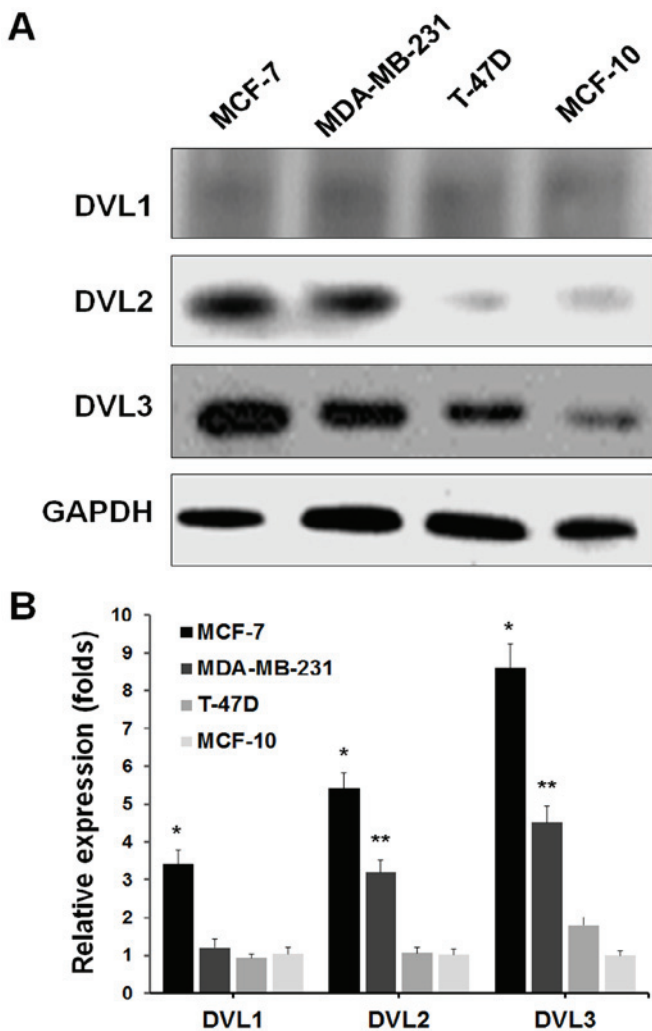 A
MCF-7 MDA-MB-231 T-47D MCF-10
DVL1
DVL2
DVL3
GAPDH
B
Relative expression (folds)
10
9
8
7
6
5
4
3
2
1
0
MCF-7
MDA-MB-231
T-47D
MCF-10
*
* **
* **
DVL1 DVL2 DVL3